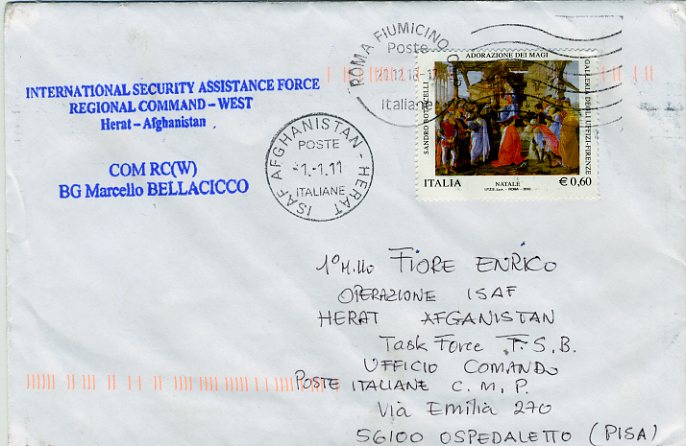 INTERNATIONAL SECURITY ASSISTANCE FORCE
REGIONAL COMMAND – WEST
Herat – Afghanistan
COM RC(W)
BG Marcello BELLACICCO
ISAF AFGHANISTAN - HERAT
POSTE
-1.-1.11
ITALIANE
ROMA FIUMICINO
Poste
Italiane
ADORAZIONE DEI MAGI
SANDRO BOTTICELLI
GALLERIA DEGLI UFFIZI-FIRENZE
ITALIA
NATALE
€ 0,60
1° M.llo FIORE ENRICO
OPERAZIONE ISAF
HERAT AFGANISTAN
Task Force F.S.B.
UFFICIO COMANDO
POSTE ITALIANE C.M.P.
Via Emilia 270
56100 OSPEDALETTO (PISA)